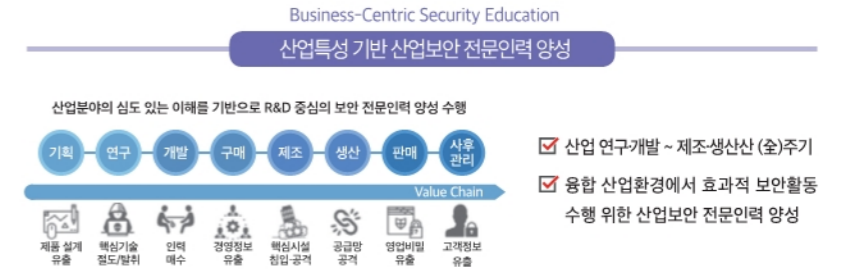 Business-Centric Security Education
산업특성 기반 산업보안 전문인력 양성
산업분야의 심도 있는 이해를 기반으로 R&D 중심의 보안 전문인력 양성 수행
기획 연구 개발 구매 제조 생산 판매 사후
관리
Value Chain
제품 설계 핵심기술 인력 경영정보 핵심시설 공급망 영업비밀 고객정보
유출 절도/탈취 매수 유출 침입·공격 공격 유출 유출
산업 연구·개발 ~ 제조·생산산 (全)주기
융합 산업환경에서 효과적 보안활동
수행 위한 산업보안 전문인력 양성